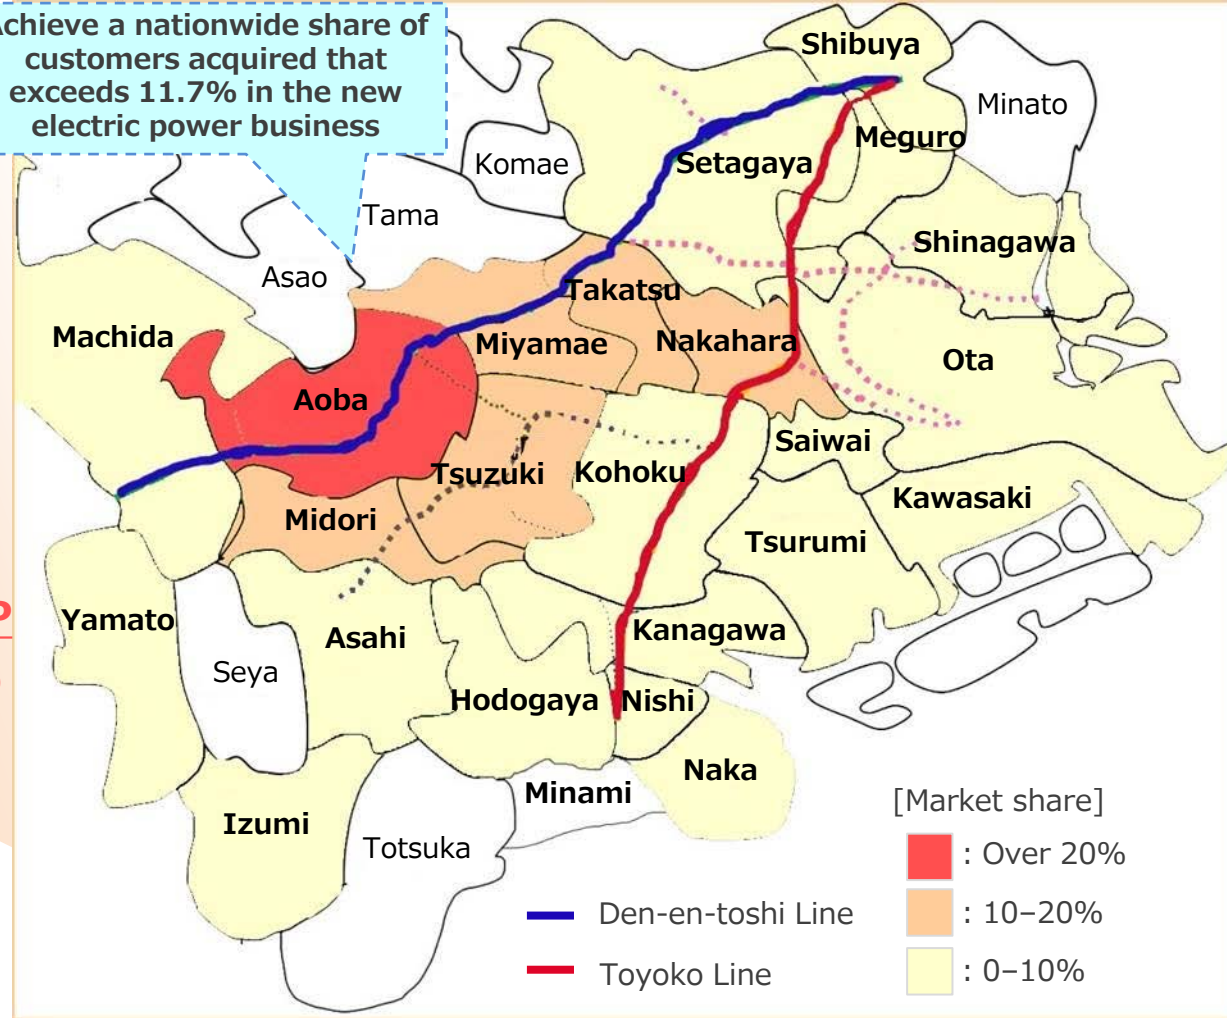 Achieve a nationwide share of
customers acquired that
exceeds 11.7% in the new
electric power business
Shibuya
Minato
Meguro
Komae
Setagaya
Tama
Shinagawa
Asao
Takatsu
Machida
Miyamae
Nakahara
Ota
Aoba
Saiwai
Tsuzuki
Kohoku
Kawasaki
Midori
Tsurumi
Yamato
Asahi
Kanagawa
Seya
Hodogaya
Nishi
Naka
Minami
Izumi
Totsuka
[Market share]
: Over 20%
: 10–20%
: 0–10%
Den-en-toshi Line
Toyoko Line